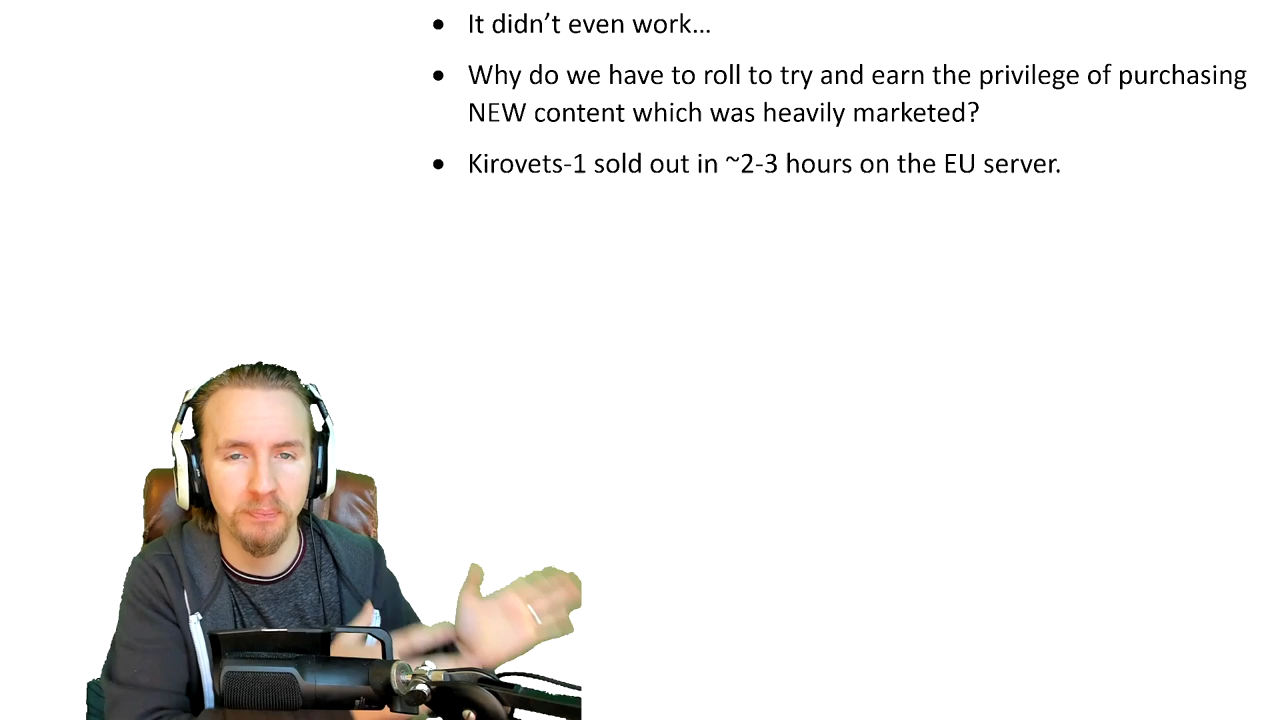 • It didn’t even work…
• Why do we have to roll to try and earn the privilege of purchasing
NEW content which was heavily marketed?
• Kirovets-1 sold out in ~2-3 hours on the EU server.